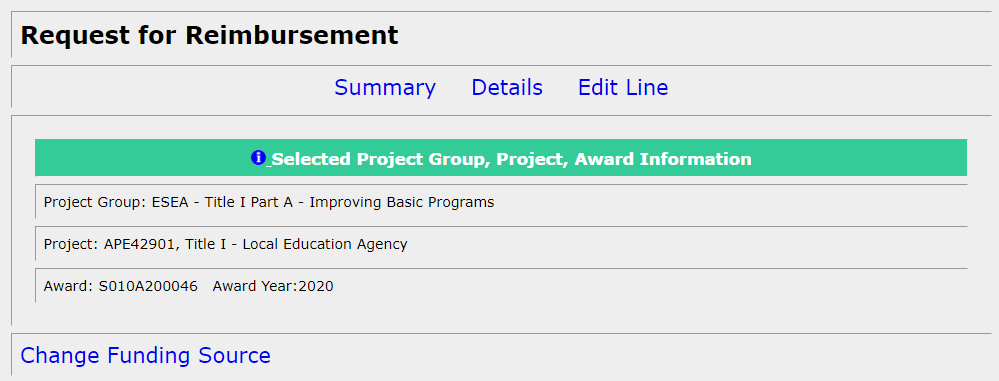 Request for Reimbursement
Summary Details Edit Line
Selected Project Group, Project, Award Information
Project Group: ESEA - Title I Part A - Improving Basic Programs
Project: APE42901, Title I - Local Education Agency
Award: S010A200046 Award Year:2020
Change Funding Source